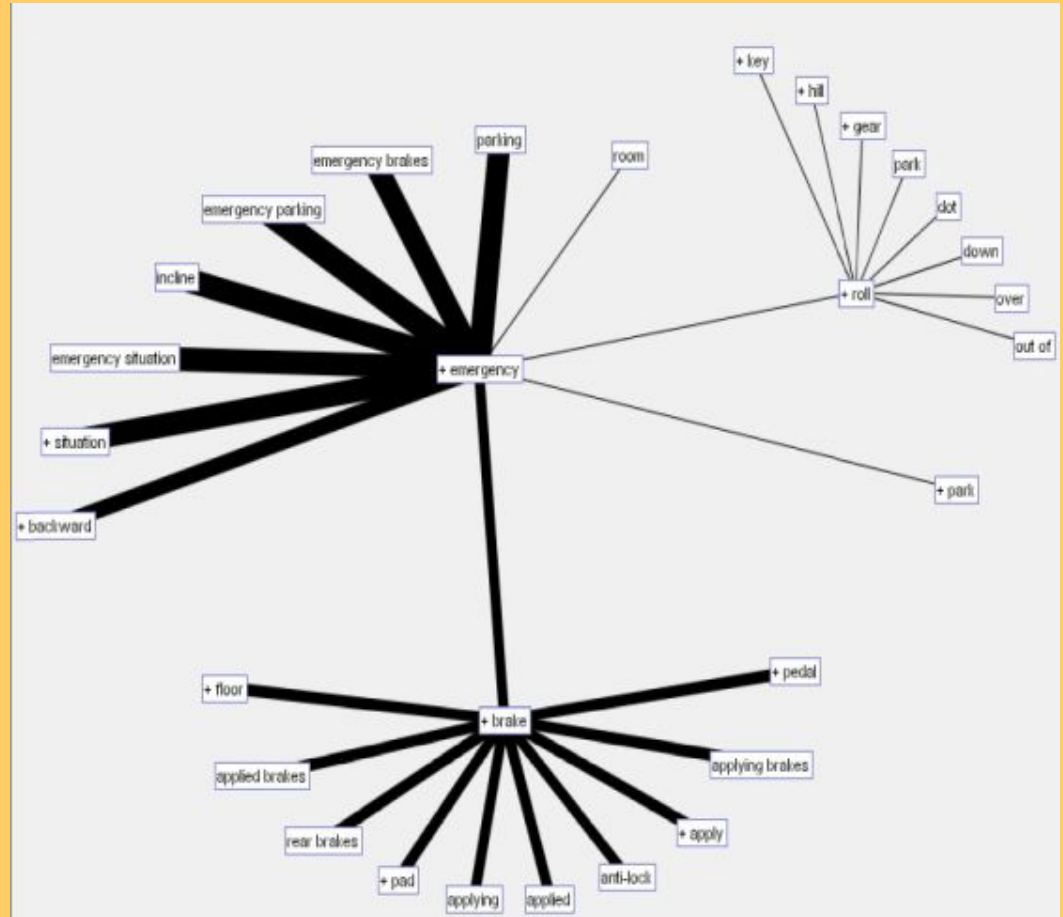 + key
+ hill
+ gear
parking
room
emergency brakes
park
emergency parking
dot
down
incline
+ roll
over
out of
emergency situation
+ emergency
+ situation
+ park
+ backward
+ pedal
+ floor
+ brake
applying brakes
applied brakes
+ apply
rear brakes
anti-lock
+ pad
applying
applied